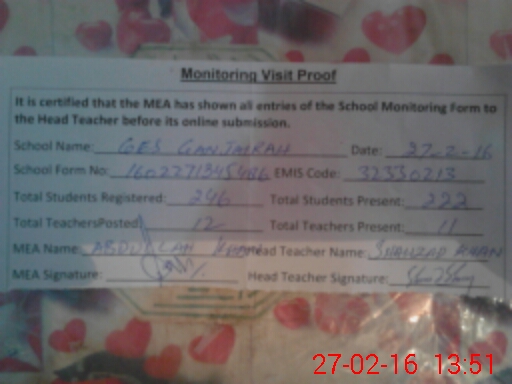 Monitoring Visit Proof
It is certified that the MEA has shown all entries of the School Monitoring Form to
the Head Teacher before its online submission.
School Name: GES Date: 27-2-16
School Form No: EMIS Code: 32330213
Total Students Registered: 246 Total Students Present: 222
Total TeachersPosted: 12 Total Teachers Present: 11
MEA Name: ABDULLAH KHAN Head Teacher Name: SHAHZAD KHAN
MEA Signature: Head Teacher Signature:
27-02-16 13:51